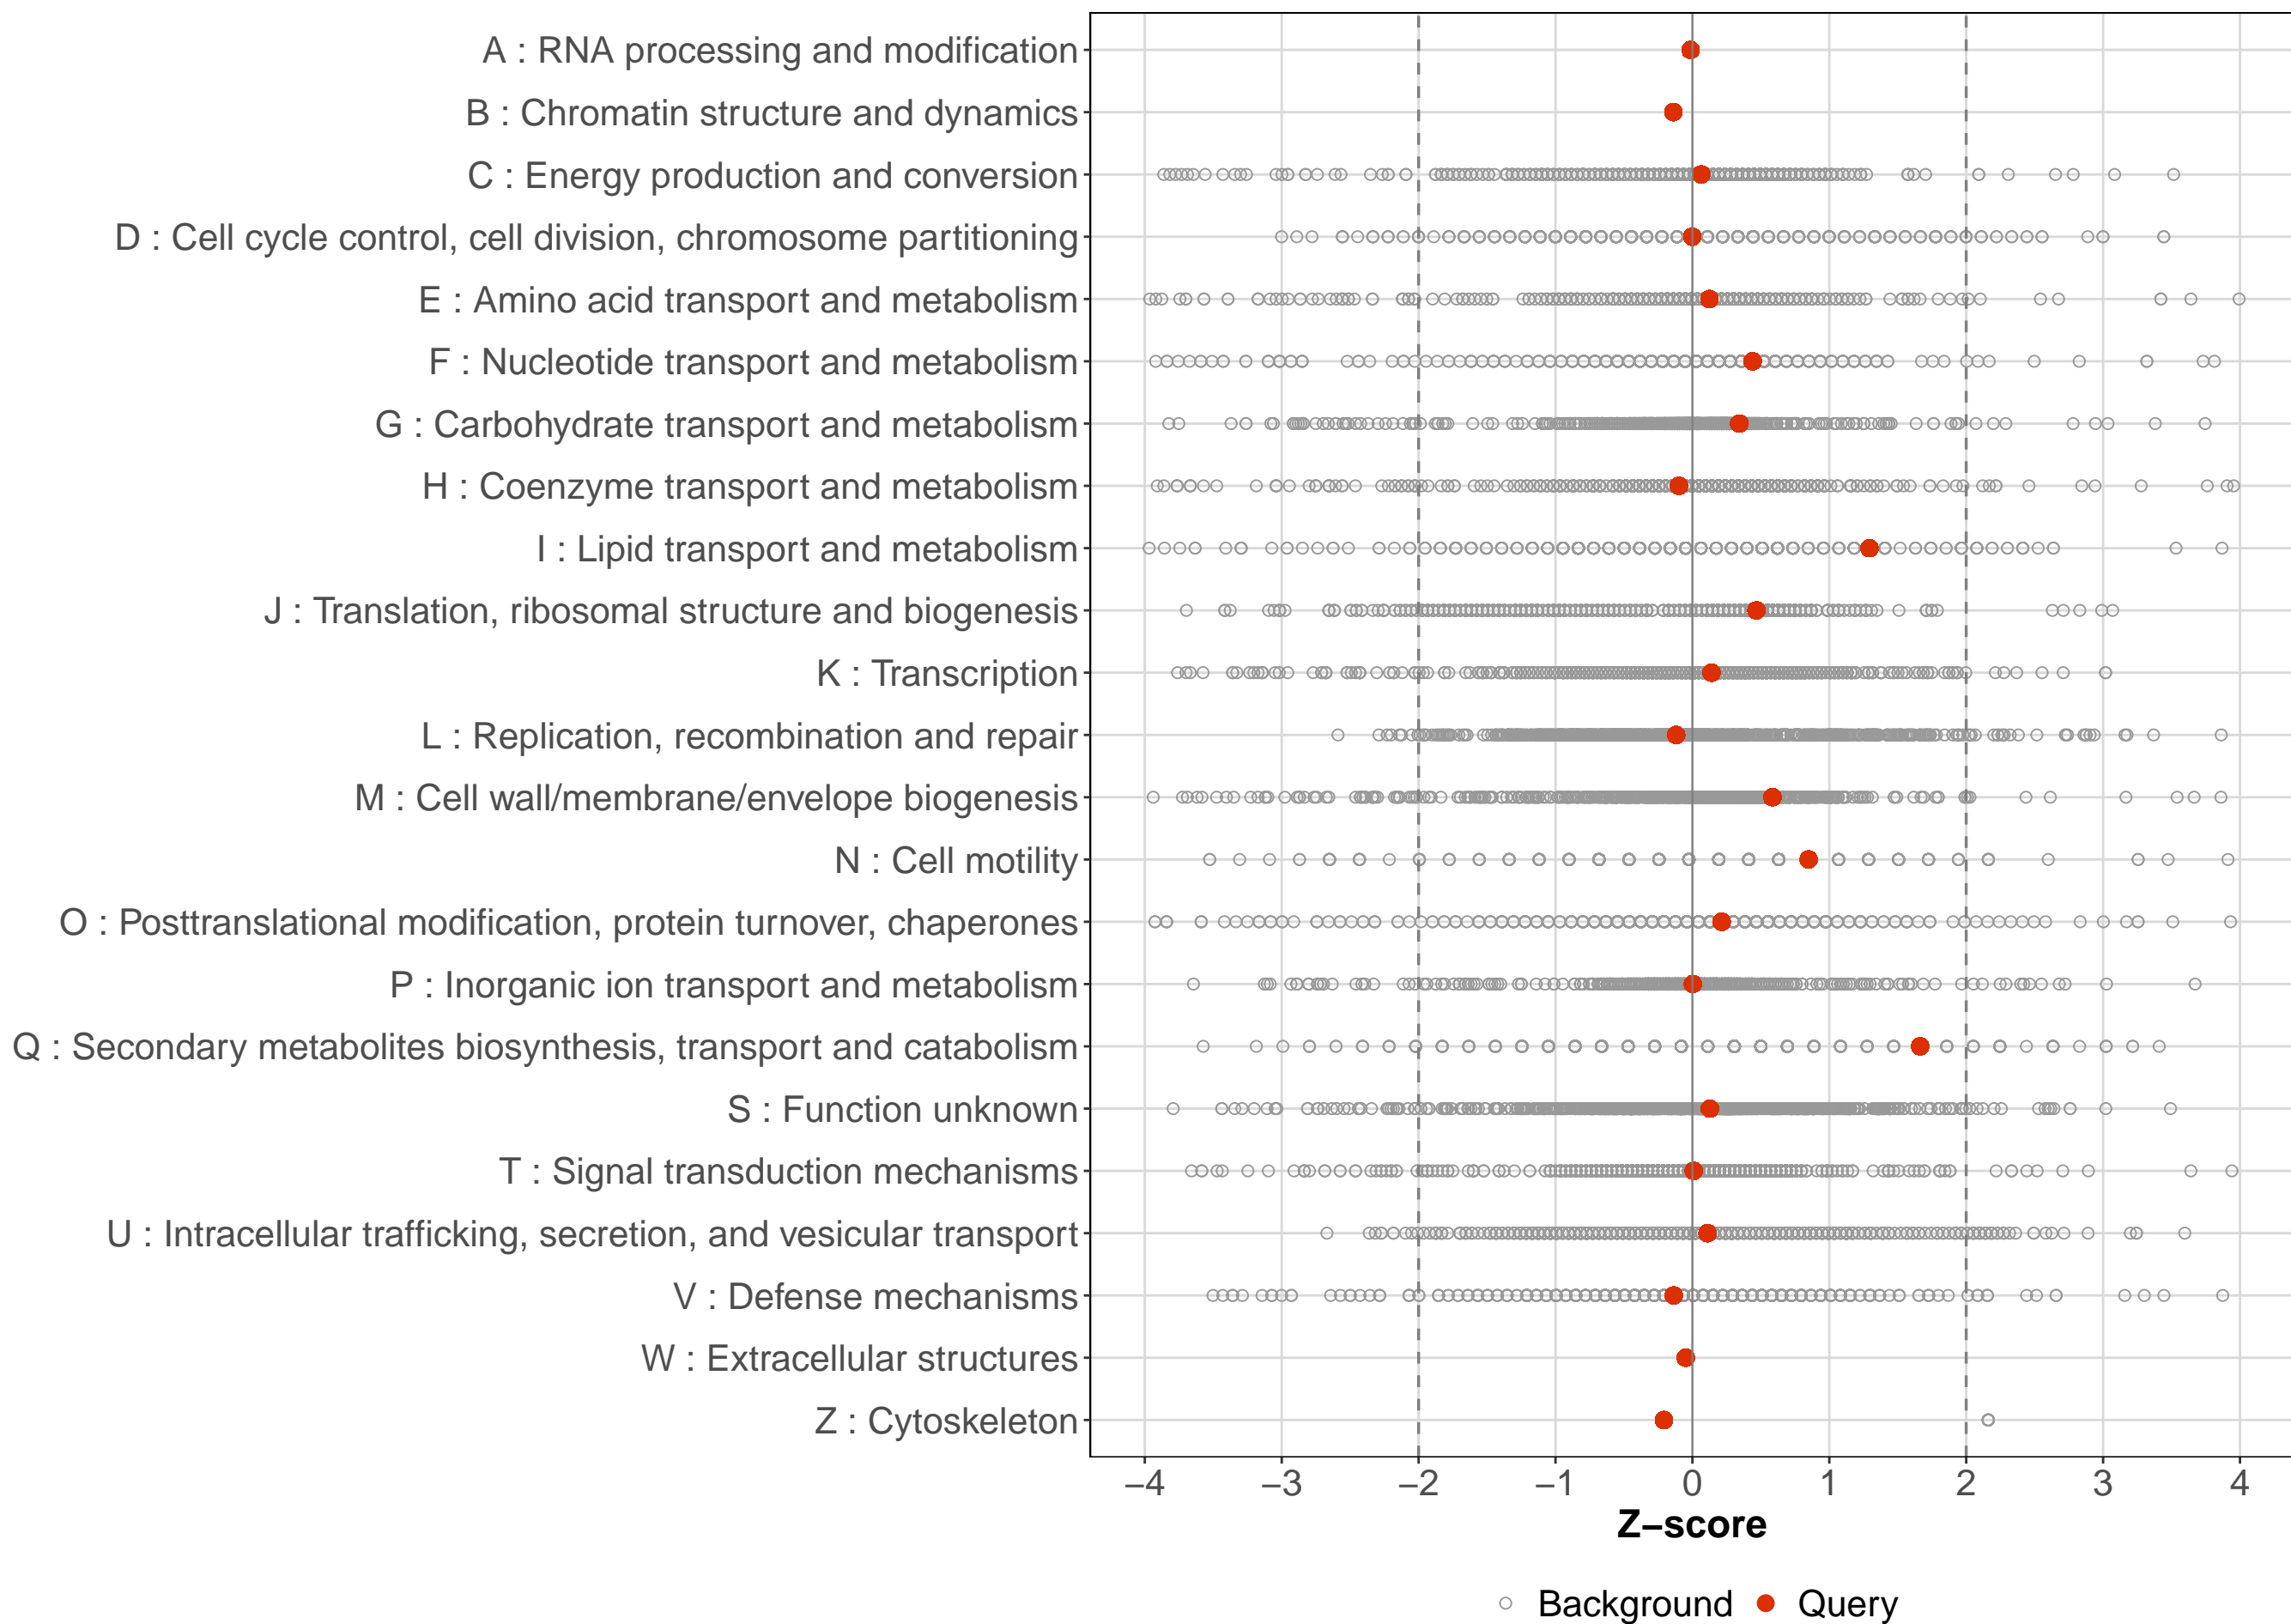 A : RNA processing and modification
B : Chromatin structure and dynamics
C : Energy production and conversion
D : Cell cycle control, cell division, chromosome partitioning
E : Amino acid transport and metabolism
F : Nucleotide transport and metabolism
G : Carbohydrate transport and metabolism
H : Coenzyme transport and metabolism
I : Lipid transport and metabolism
J : Translation, ribosomal structure and biogenesis
K : Transcription
L : Replication, recombination and repair
M : Cell wall/membrane/envelope biogenesis
N : Cell motility
O : Posttranslational modification, protein turnover, chaperones
P : Inorganic ion transport and metabolism
Q : Secondary metabolites biosynthesis, transport and catabolism
S : Function unknown
T : Signal transduction mechanisms
U : Intracellular trafficking, secretion, and vesicular transport
V : Defense mechanisms
W : Extracellular structures
Z : Cytoskeleton
−4 −3 −2 −1 0 1 2 3 4
Z−score
Background Query